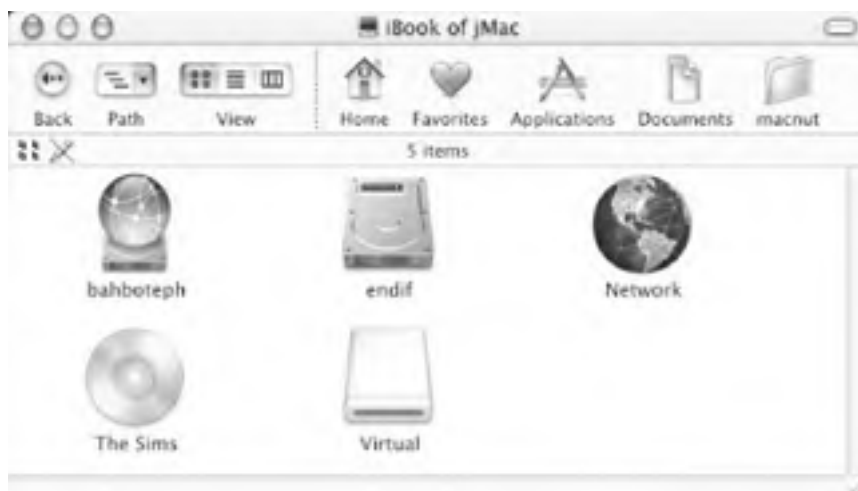 iBook of jMac
Back Path View Home Favorites Applications Documents macnut
5 items
bahboteph endif Network
The Sims Virtual